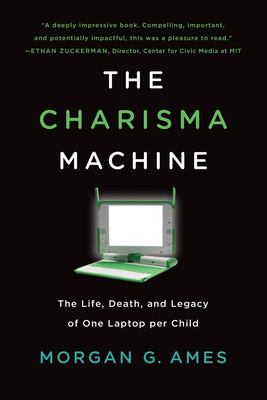 “A deeply impressive book. Compelling, important,
and potentially impactful, this was a pleasure to read.”
—ETHAN ZUCKERMAN, Director, Center for Civic Media at MIT
THE
CHARISMA
MACHINE
The Life, Death, and Legacy
of One Laptop per Child
MORGAN G. AMES